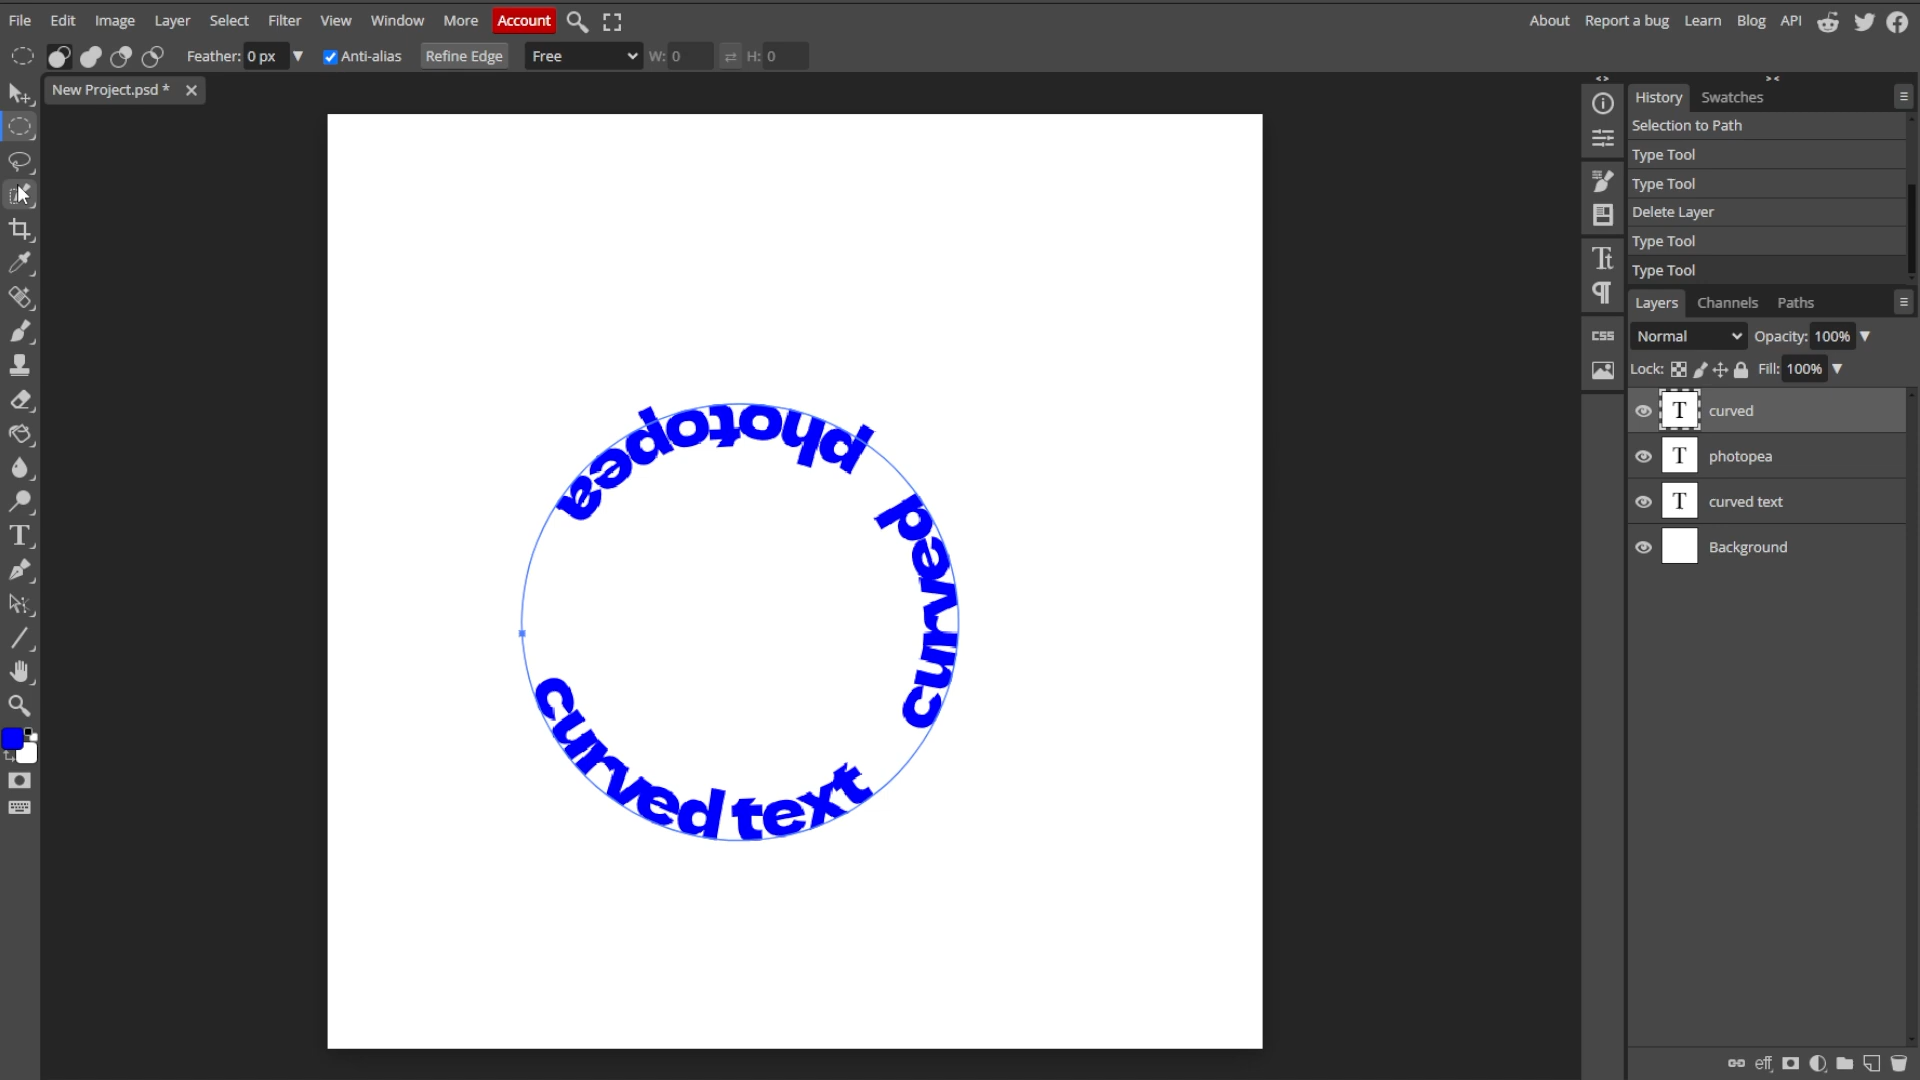 File Edit Image Layer Select Filter View Window More Account About Report a bug Learn Blog API
Feather: 0 px Anti-alias Refine Edge Free W: 0 H: 0
New Project.psd *
History Swatches
Selection to Path
Type Tool
Type Tool
Delete Layer
Type Tool
Type Tool
Layers Channels Paths
Normal Opacity: 100%
Lock: Fill: 100%
T curved
T photopea
T curved text
Background
photopea
curved
curved text
CSS
eff